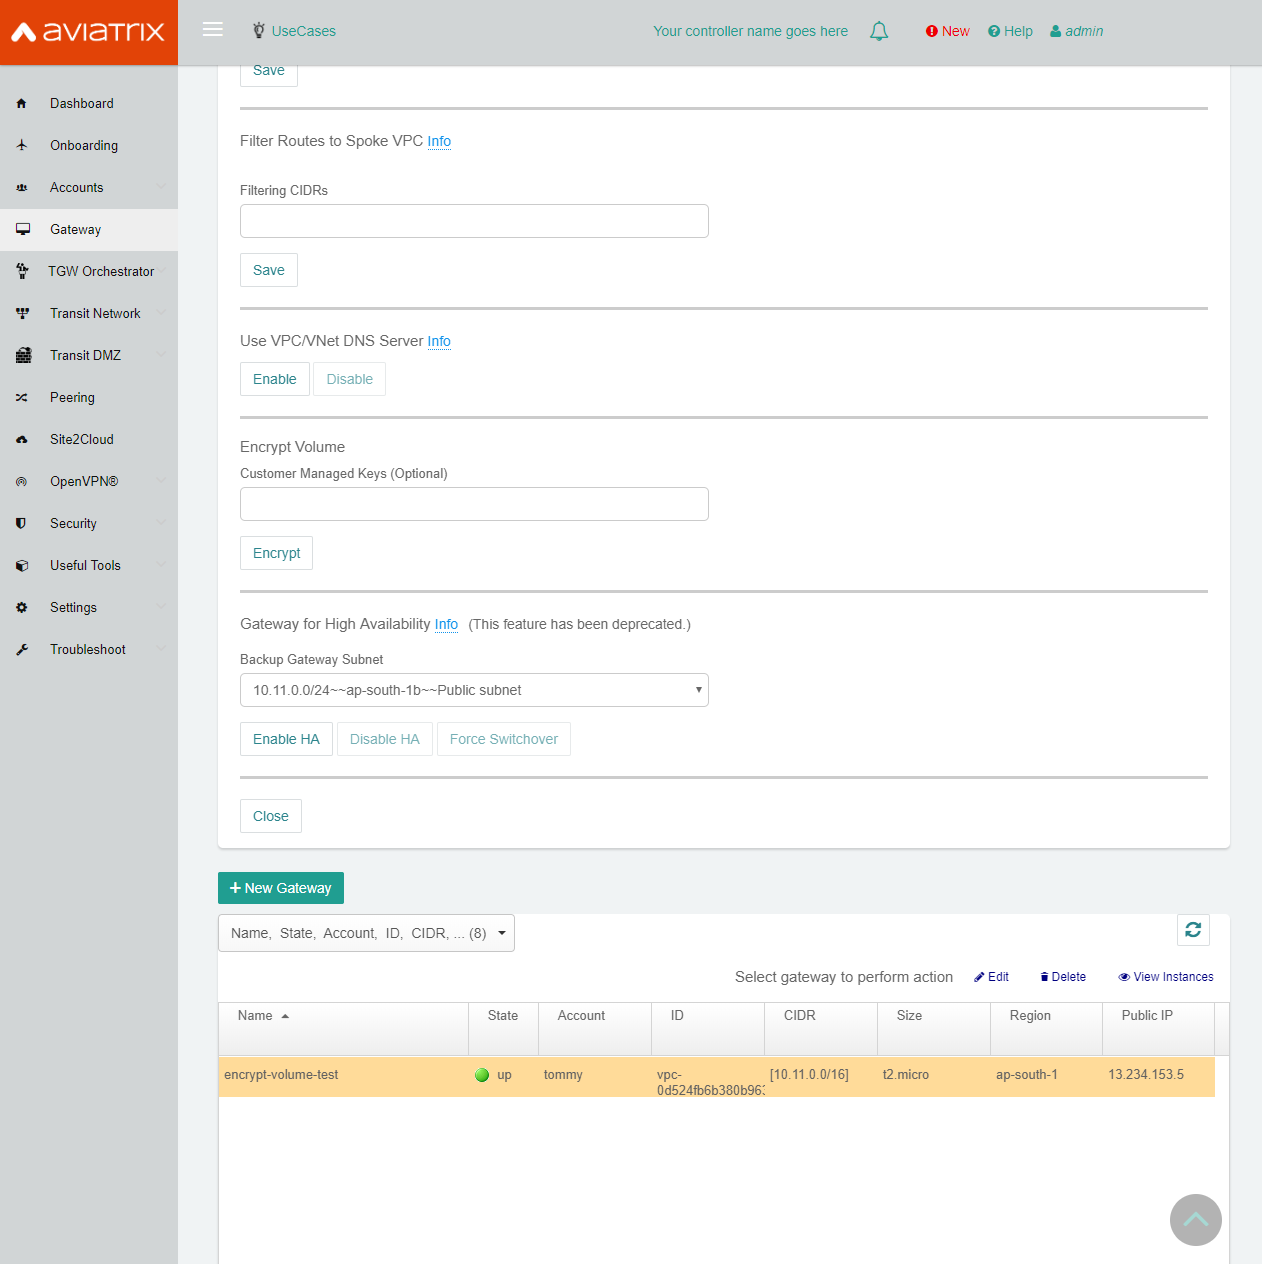 AVIATRIX
UseCases
Your controller name goes here
New
Help
admin
Dashboard
Onboarding
Accounts
Gateway
TGW Orchestrator
Transit Network
Transit DMZ
Peering
Site2Cloud
OpenVPN®
Security
Useful Tools
Settings
Troubleshoot
Save
Filter Routes to Spoke VPC Info
Filtering CIDRs
Save
Use VPC/VNet DNS Server Info
Enable Disable
Encrypt Volume
Customer Managed Keys (Optional)
Encrypt
Gateway for High Availability Info (This feature has been deprecated.)
Backup Gateway Subnet
10.11.0.0/24~~ap-south-1b~~Public subnet
Enable HA Disable HA Force Switchover
Close
+ New Gateway
Name, State, Account, ID, CIDR, ... (8)
Select gateway to perform action Edit Delete View Instances
Name State Account ID CIDR Size Region Public IP
encrypt-volume-test up tommy vpc- [10.11.0.0/16] t2.micro ap-south-1 13.234.153.5
0d524fb6b380b963